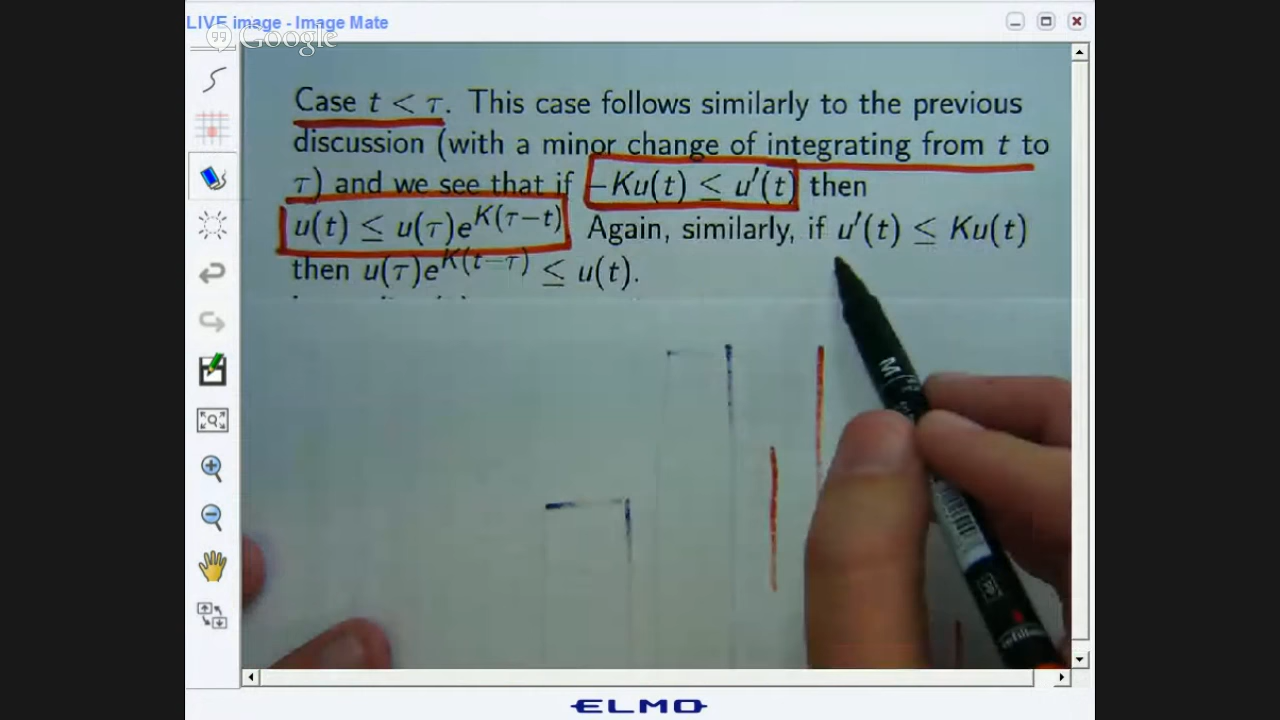 LIVE image - Image Mate
Google
Case t < τ. This case follows similarly to the previous
discussion (with a minor change of integrating from t to
τ) and we see that if −Ku(t) ≤ u′(t) then
u(t) ≤ u(τ)e^{K(τ−t)} Again, similarly, if u′(t) ≤ Ku(t)
then u(τ)e^{K(t−τ)} ≤ u(t).
ELMO